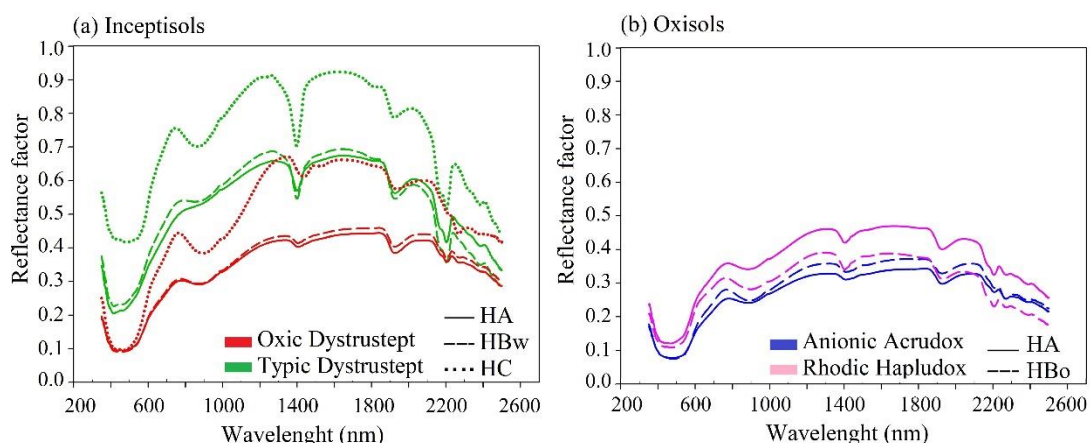 (a) Inceptisols
Reflectance factor
1.0
0.9
0.8
0.7
0.6
0.5
0.4
0.3
0.2
0.1
0.0
200 600 1000 1400 1800 2200 2600
Wavelenght (nm)
Oxic Dystrustept
Typic Dystrustept
HA
HBw
HC
(b) Oxisols
Reflectance factor
1.0
0.9
0.8
0.7
0.6
0.5
0.4
0.3
0.2
0.1
0.0
200 600 1000 1400 1800 2200 2600
Wavelenght (nm)
Anionic Acrudox
Rhodic Hapludox
HA
HBo